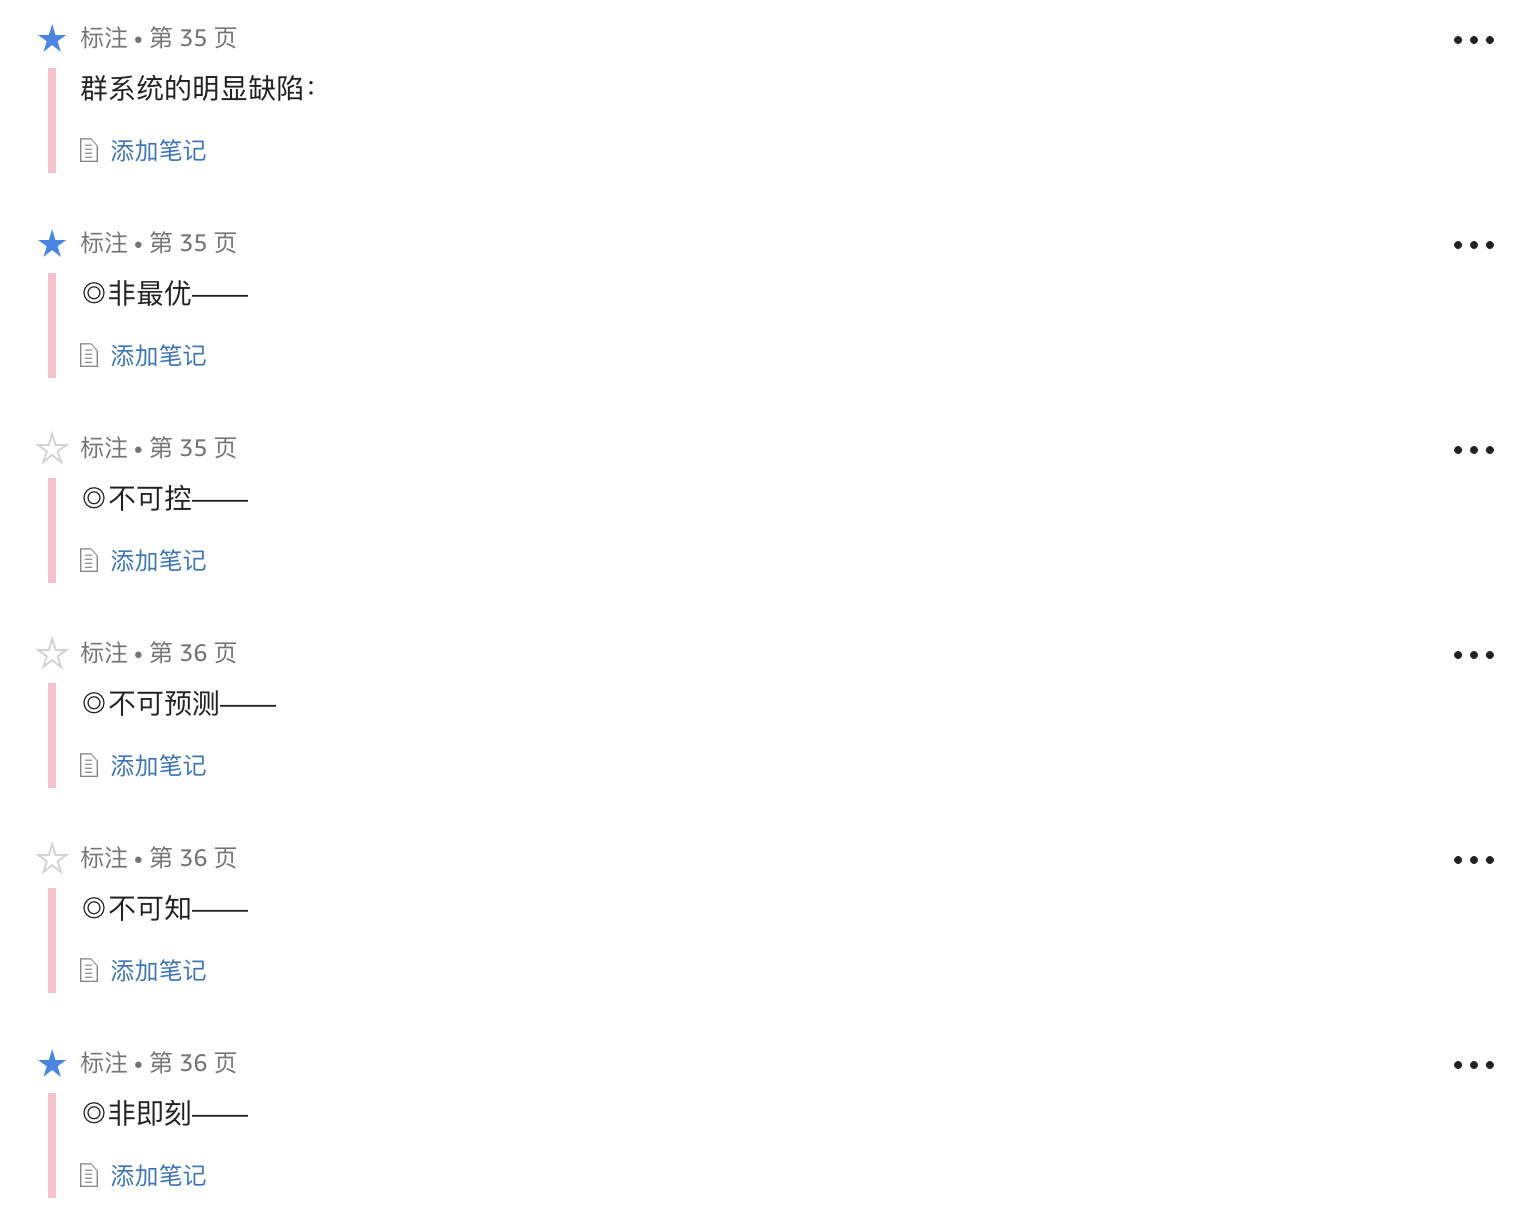 标注 • 第 35 页
群系统的明显缺陷：
添加笔记
标注 • 第 35 页
◎非最优——
添加笔记
标注 • 第 35 页
◎不可控——
添加笔记
标注 • 第 36 页
◎不可预测——
添加笔记
标注 • 第 36 页
◎不可知——
添加笔记
标注 • 第 36 页
◎非即刻——
添加笔记